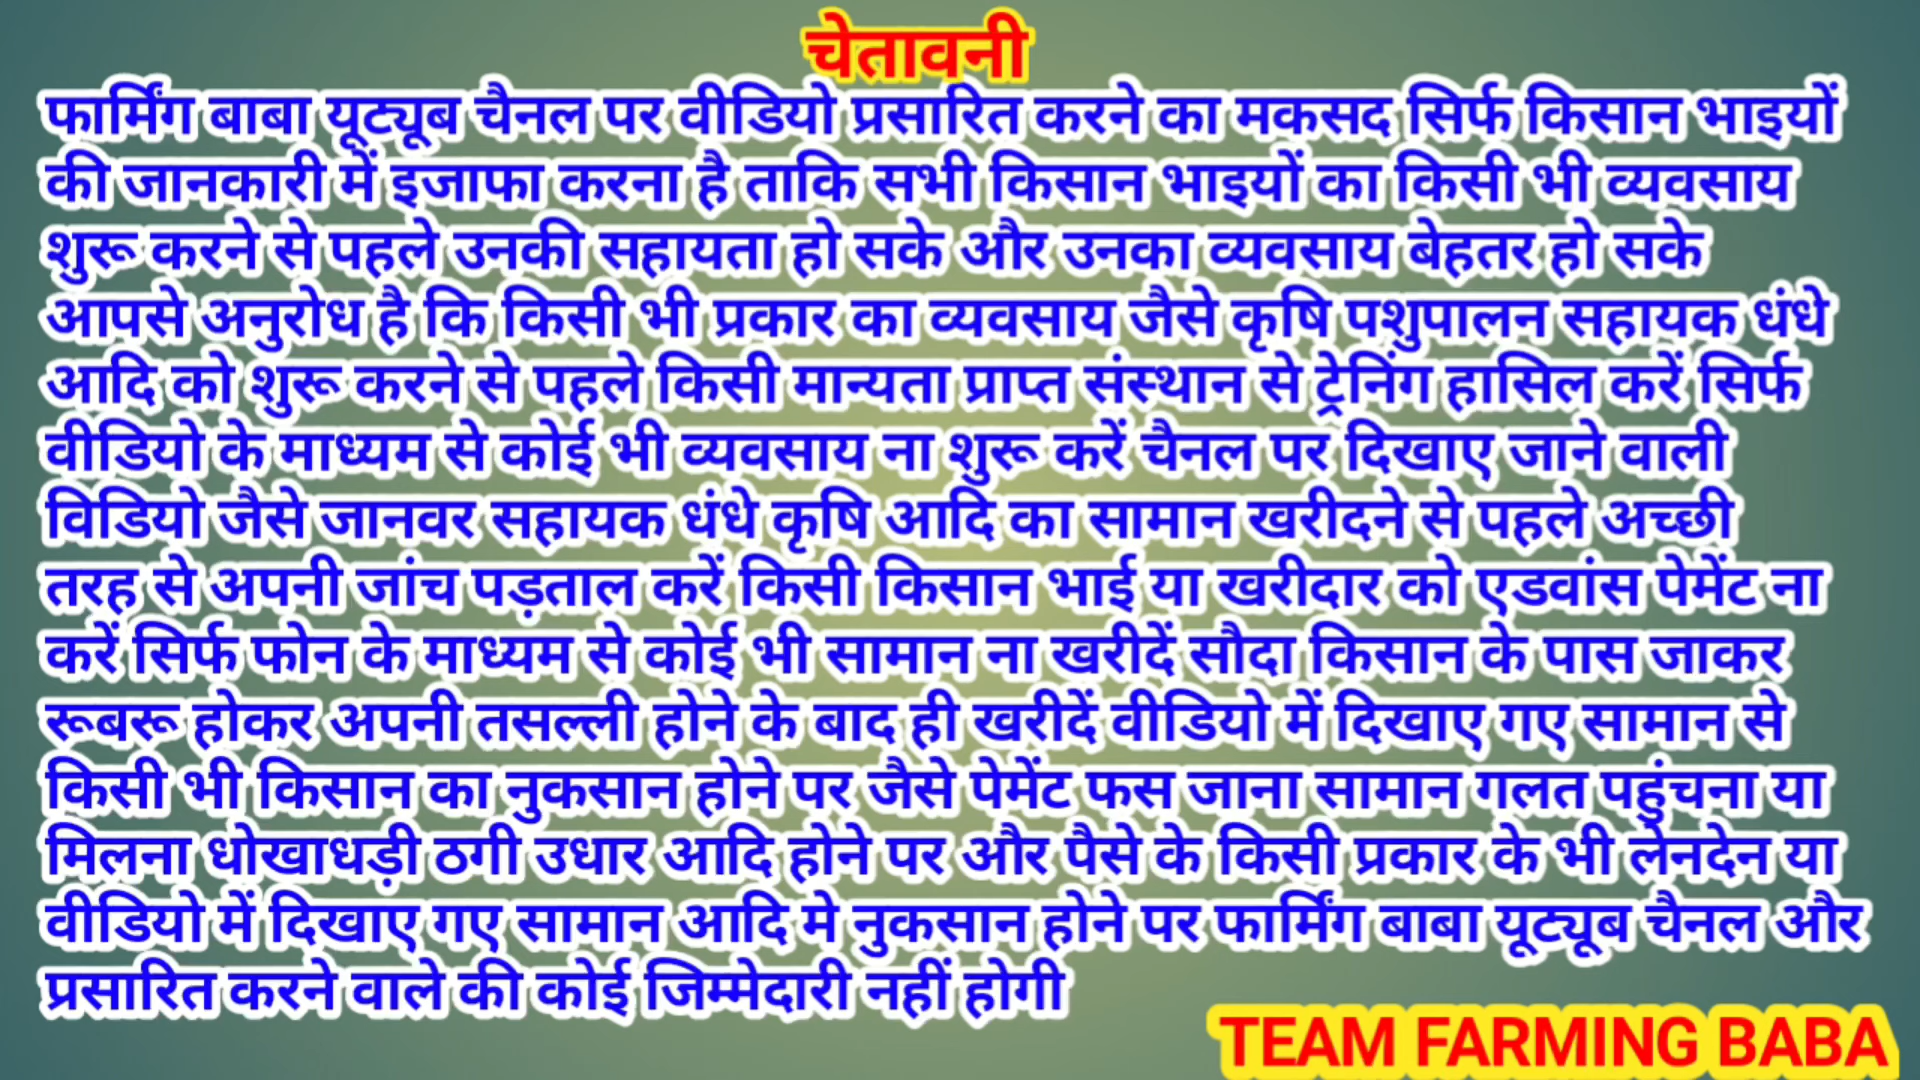 चेतावनी
फार्मिंग बाबा यूट्यूब चैनल पर वीडियो प्रसारित करने का मकसद सिर्फ किसान भाइयों
की जानकारी में इजाफा करना है ताकि सभी किसान भाइयों का किसी भी व्यवसाय
शुरू करने से पहले उनकी सहायता हो सके और उनका व्यवसाय बेहतर हो सके
आपसे अनुरोध है कि किसी भी प्रकार का व्यवसाय जैसे कृषि पशुपालन सहायक धंधे
आदि को शुरू करने से पहले किसी मान्यता प्राप्त संस्थान से ट्रेनिंग हासिल करें सिर्फ
वीडियो के माध्यम से कोई भी व्यवसाय ना शुरू करें चैनल पर दिखाए जाने वाली
विडियो जैसे जानवर सहायक धंधे कृषि आदि का सामान खरीदने से पहले अच्छी
तरह से अपनी जांच पड़ताल करें किसी किसान भाई या खरीदार को एडवांस पेमेंट ना
करें सिर्फ फोन के माध्यम से कोई भी सामान ना खरीदें सौदा किसान के पास जाकर
रूबरू होकर अपनी तसल्ली होने के बाद ही खरीदें वीडियो में दिखाए गए सामान से
किसी भी किसान का नुकसान होने पर जैसे पेमेंट फस जाना सामान गलत पहुंचना या
मिलना धोखाधड़ी ठगी उधार आदि होने पर और पैसे के किसी प्रकार के भी लेनदेन या
वीडियो में दिखाए गए सामान आदि मे नुकसान होने पर फार्मिंग बाबा यूट्यूब चैनल और
प्रसारित करने वाले की कोई जिम्मेदारी नहीं होगी
TEAM FARMING BABA